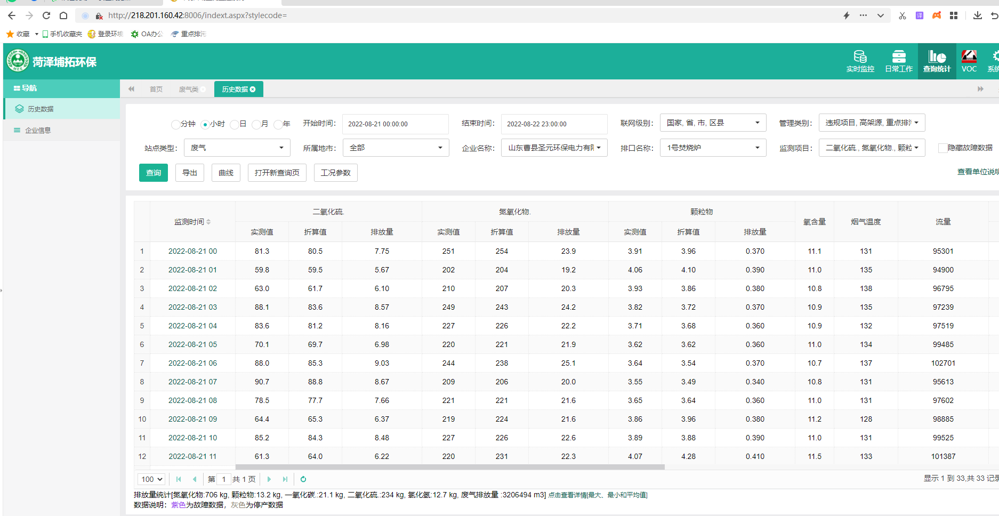 http://218.201.160.42:8006/indext.aspx?stylecode=
收藏 手机收藏夹 登录环境 OA办公 重点排污
菏泽埔拓环保
实时监控 日常工作 查询统计 VOC 系统
导航
首页 废气类 历史数据
历史数据
企业信息
分钟 小时 日 月 年 开始时间： 2022-08-21 00:00:00 结束时间： 2022-08-22 23:00:00 联网级别： 国家, 省, 市, 区县 管理类别： 违规项目, 高架源, 重点排污
站点类型： 废气 所属地市： 全部 企业名称： 山东曹县圣元环保电力有限 排口名称： 1号焚烧炉 监测项目： 二氧化硫., 氮氧化物., 颗粒 隐藏故障数据
查询 导出 曲线 打开新查询页 工况参数
查看单位说明
监测时间 二氧化硫. 氮氧化物. 颗粒物 氧含量 烟气温度 流量
实测值 折算值 排放量 实测值 折算值 排放量 实测值 折算值 排放量
1 2022-08-21 00 81.3 80.5 7.75 251 254 23.9 3.91 3.96 0.370 11.1 131 95301
2 2022-08-21 01 59.8 59.5 5.67 202 204 19.2 4.06 4.10 0.390 11.0 135 94900
3 2022-08-21 02 63.0 61.7 6.10 210 207 20.3 3.93 3.86 0.380 10.8 138 96795
4 2022-08-21 03 88.1 83.6 8.57 249 243 24.2 3.82 3.72 0.370 10.9 135 97239
5 2022-08-21 04 83.6 81.2 8.16 227 226 22.2 3.71 3.68 0.360 10.9 132 97519
6 2022-08-21 05 70.1 69.7 6.98 220 221 21.9 3.62 3.62 0.360 11.0 134 99485
7 2022-08-21 06 88.0 85.3 9.03 244 238 25.1 3.64 3.54 0.370 10.7 137 102701
8 2022-08-21 07 90.7 88.8 8.67 209 206 20.0 3.55 3.49 0.340 10.8 131 95613
9 2022-08-21 08 78.5 77.7 7.66 221 221 21.6 3.65 3.64 0.360 11.0 131 97602
10 2022-08-21 09 64.4 65.3 6.37 219 224 21.6 3.86 3.96 0.380 11.2 128 98885
11 2022-08-21 10 85.2 84.3 8.48 227 226 22.6 3.89 3.88 0.390 11.0 131 99525
12 2022-08-21 11 61.3 64.0 6.22 220 231 22.3 4.07 4.28 0.410 11.5 133 101387
100 第 1 共 1 页 显示 1 到 33,共 33 记录
排放量统计[氮氧化物:706 kg, 颗粒物:13.2 kg, 一氧化碳.:21.1 kg, 二氧化硫.:234 kg, 氯化氢:12.7 kg, 废气排放量 :3206494 m3] 点击查看详情[最大、最小和平均值]
数据说明：紫色为故障数据，灰色为停产数据